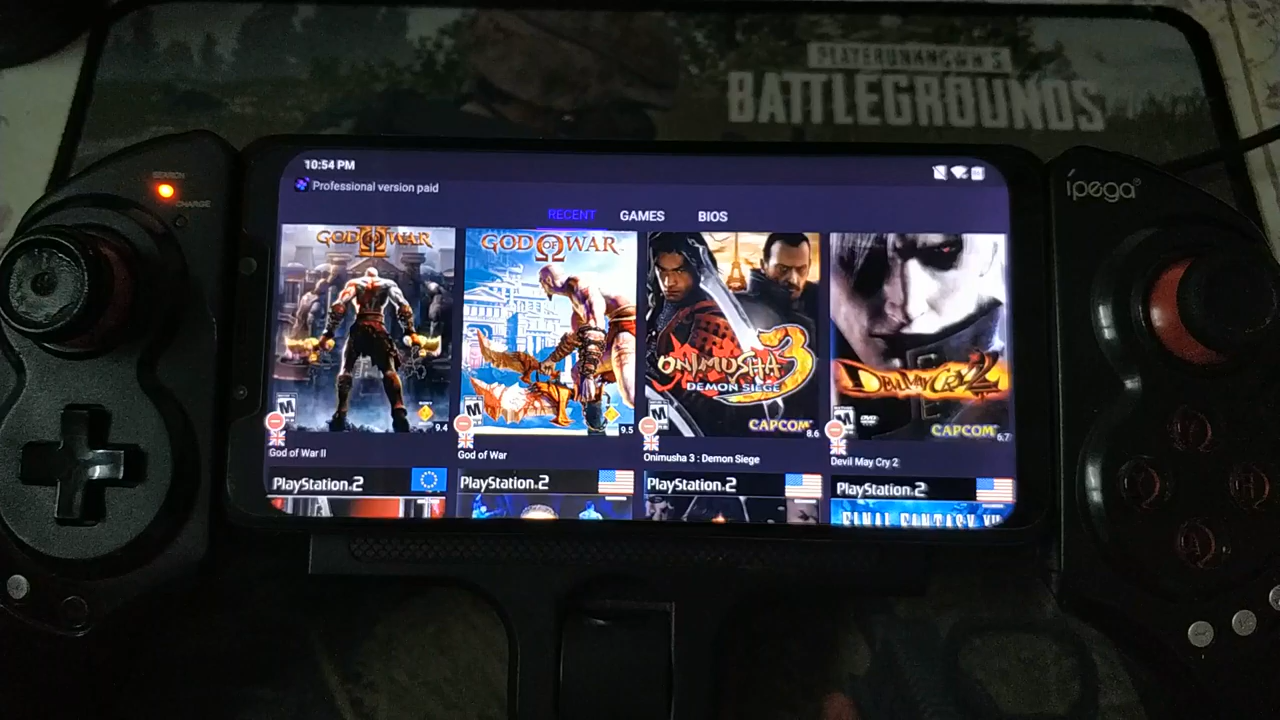 PLAYERUNKNOWN'S
BATTLEGROUNDS
SEARCH
CHARGE
ípega®
10:54 PM
Professional version paid
RECENT GAMES BIOS
GOD OF WAR
II
GOD OF WAR
ONIMUSHA 3
DEMON SIEGE
DEVIL MAY CRY 2
M
M
M
M
CAPCOM
CAPCOM
9.4
9.5
8.6
6.7
God of War II
God of War
Onimusha 3 : Demon Siege
Devil May Cry 2
PlayStation.2
PlayStation.2
PlayStation.2
PlayStation.2
FINAL FANTASY XII